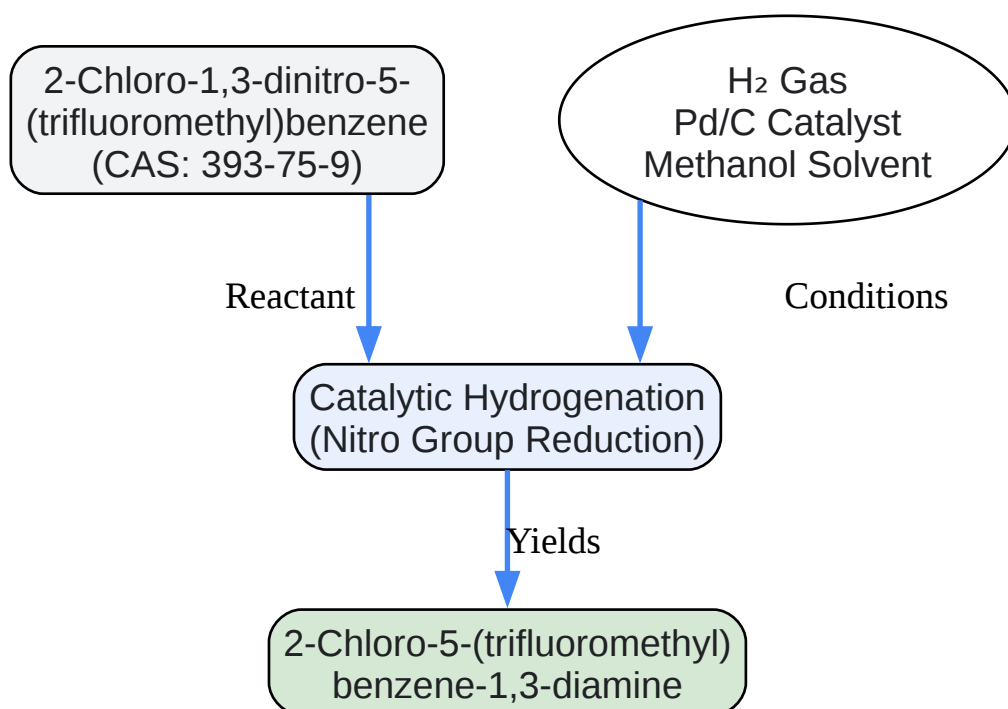 2-Chloro-1,3-dinitro-5-
(trifluoromethyl)benzene
(CAS: 393-75-9)
H₂ Gas
Pd/C Catalyst
Methanol Solvent
Reactant
Conditions
Catalytic Hydrogenation
(Nitro Group Reduction)
Yields
2-Chloro-5-(trifluoromethyl)
benzene-1,3-diamine